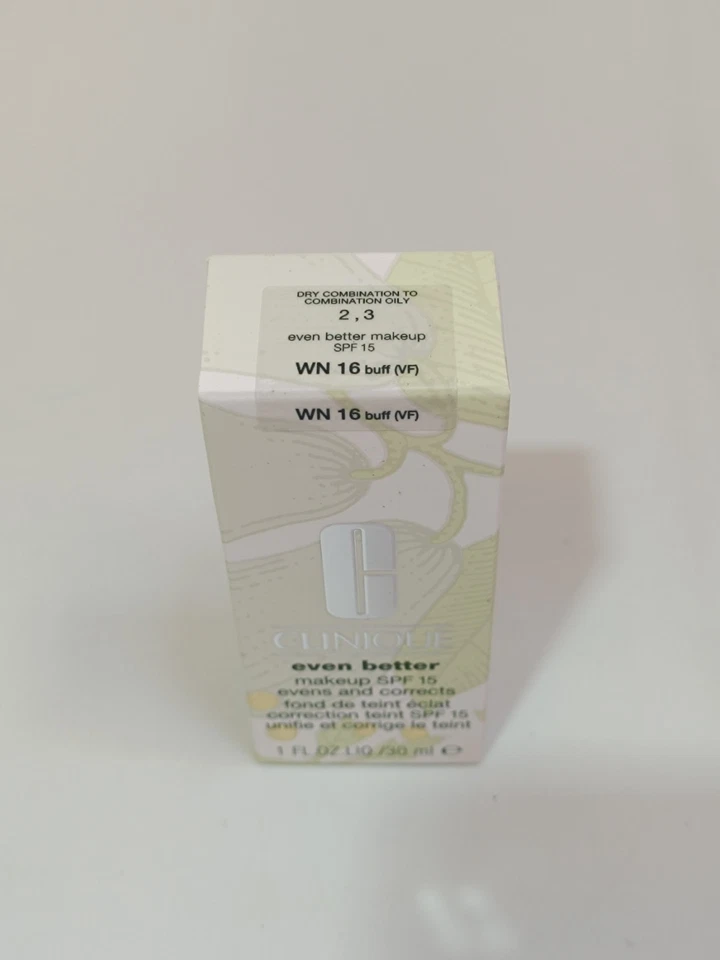 DRY COMBINATION TO
COMBINATION OILY
2 , 3
even better makeup
SPF 15
WN 16 buff (VF)
WN 16 buff (VF)
CLINIQUE
even better
makeup SPF 15
evens and corrects
fond de teint éclat
correction teint SPF 15
unifie et corrige le teint
1 FL OZ LIQ /30 ml e